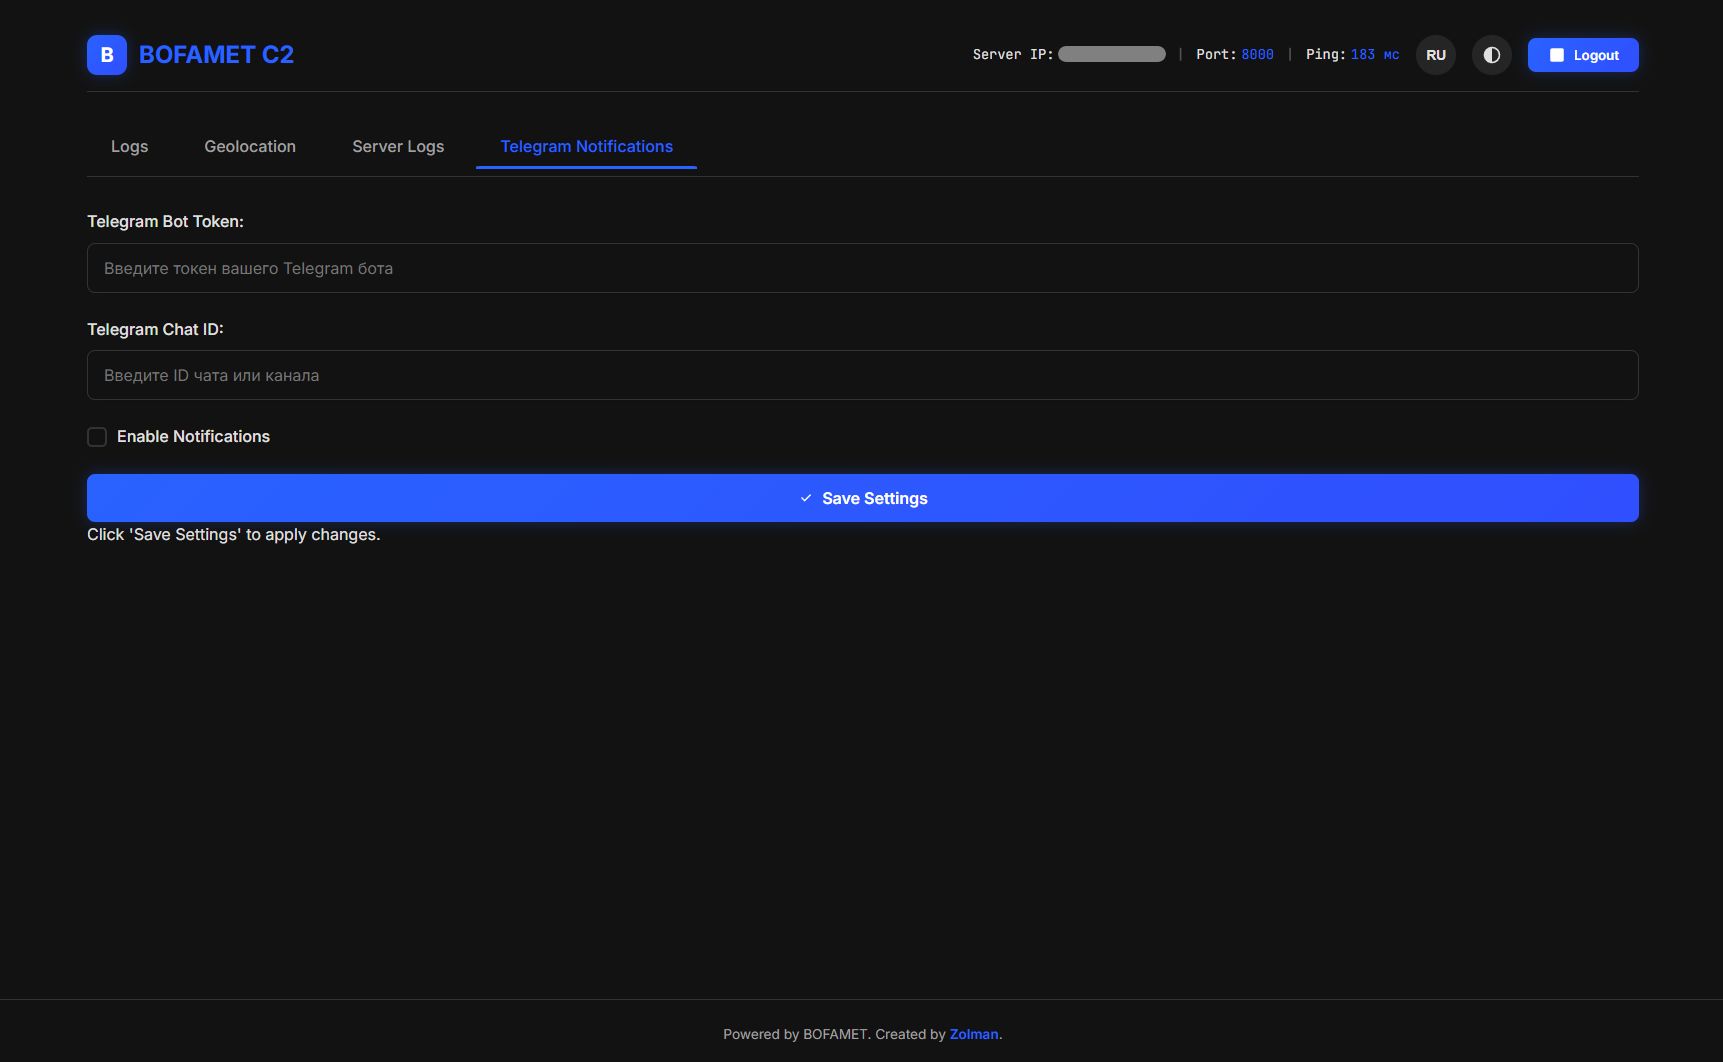 B BOFAMET C2
Server IP: | Port: 8000 | Ping: 183 мс RU Logout
Logs Geolocation Server Logs Telegram Notifications
Telegram Bot Token:
Введите токен вашего Telegram бота
Telegram Chat ID:
Введите ID чата или канала
Enable Notifications
✓ Save Settings
Click 'Save Settings' to apply changes.
Powered by BOFAMET. Created by Zolman.